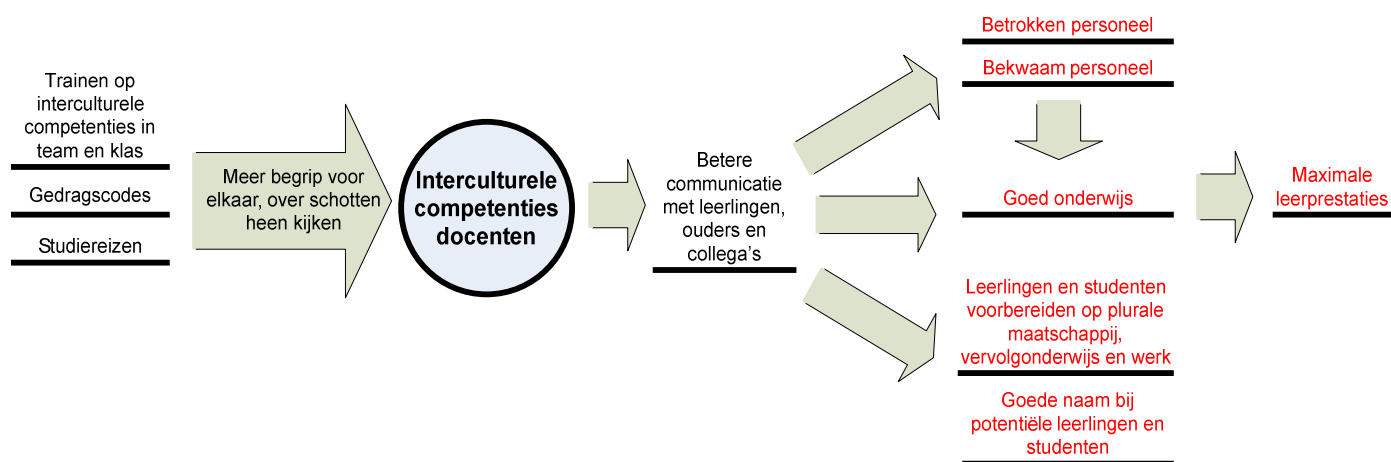 Trainen op
interculturele
competenties in
team en klas
Gedragscodes
Studiereizen
Meer begrip voor
elkaar, over schotten
heen kijken
Interculturele
competenties
docenten
Betere
communicatie
met leerlingen,
ouders en
collega's
Betrokken personeel
Bekwaam personeel
Goed onderwijs
Leerlingen en studenten
voorbereiden op plurale
maatschappij,
vervolgonderwijs en werk
Goede naam bij
potentiële leerlingen en
studenten
Maximale
leerprestaties